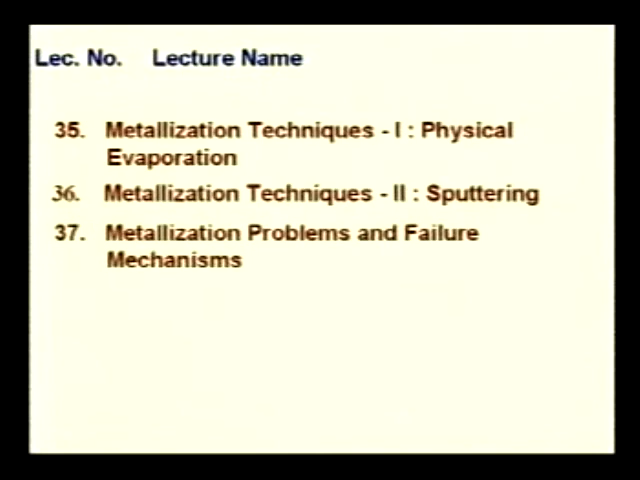 Lec. No. Lecture Name
35. Metallization Techniques - I : Physical
Evaporation
36. Metallization Techniques - II : Sputtering
37. Metallization Problems and Failure
Mechanisms